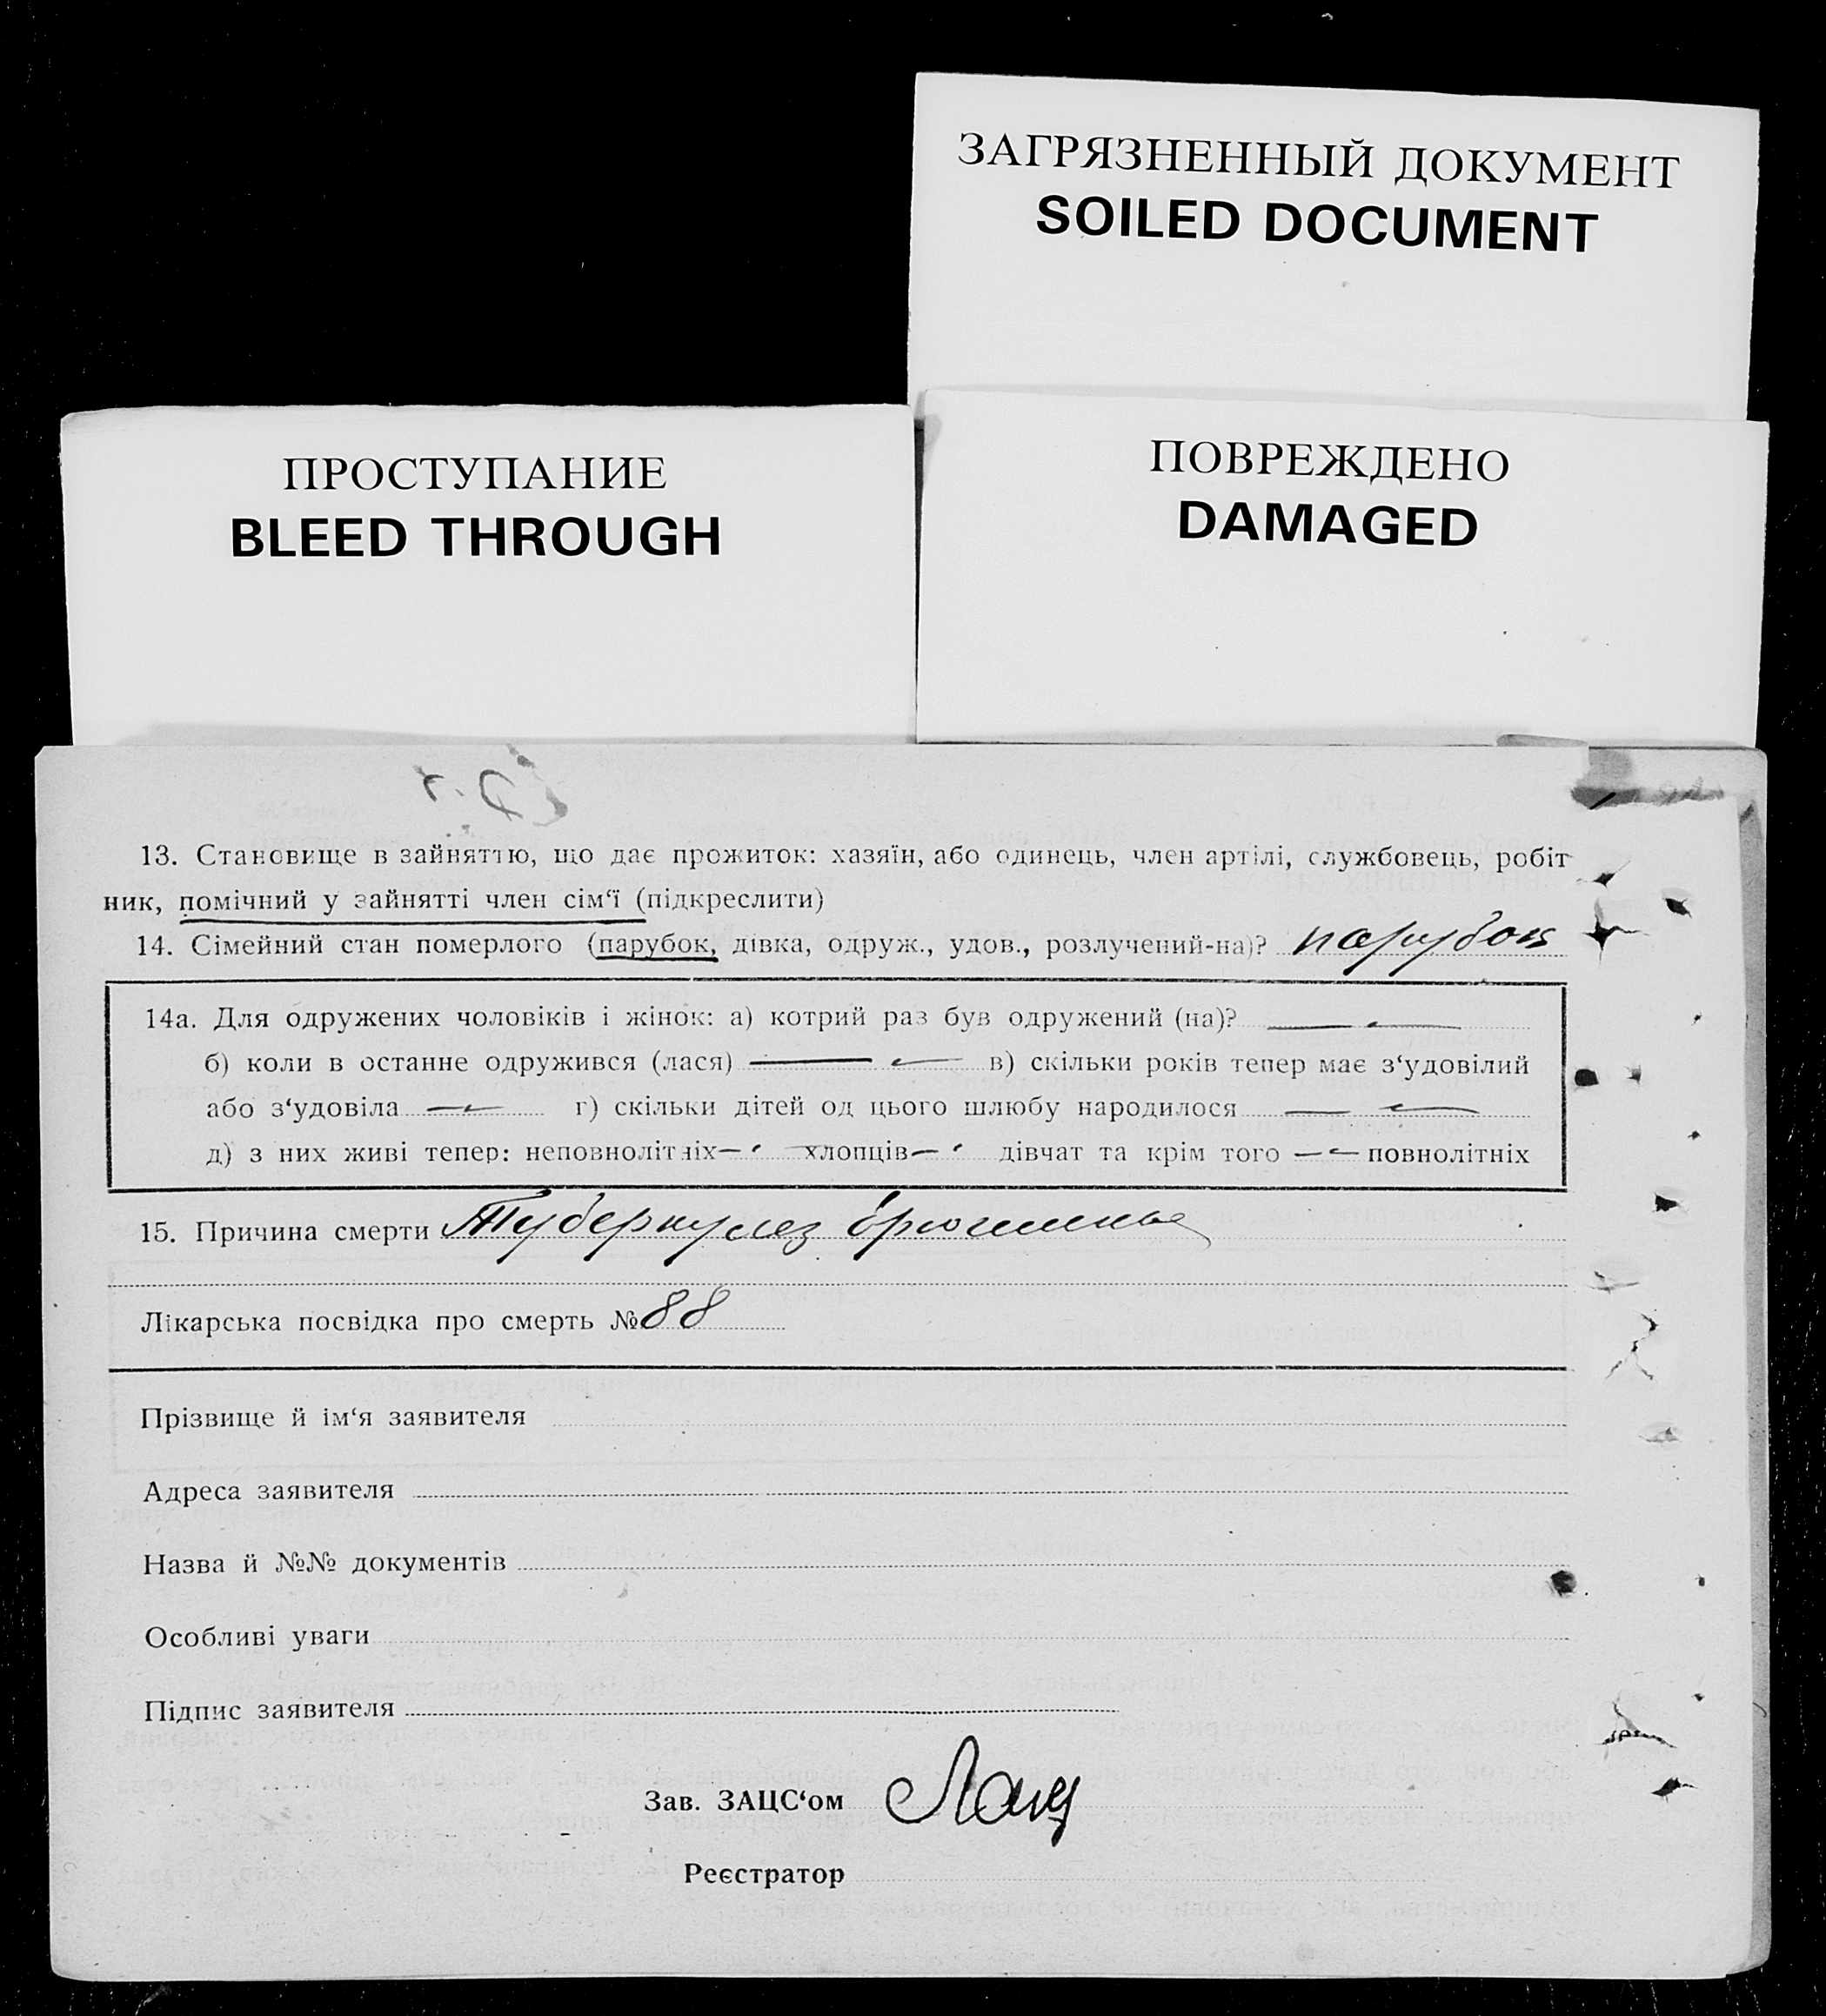 ЗАГРЯЗНЕННЫЙ ДОКУМЕНТ
SOILED DOCUMENT
ПРОСТУПАНИЕ
BLEED THROUGH
ПОВРЕЖДЕНО
DAMAGED
13. Становище в зайняттю, що дає прожиток: хазяїн, або одинець, член артілі, службовець, робіт
ник, помічний у зайнятті член сім‘ї (підкреслити)
14. Сімейний стан померлого (парубок, дівка, одруж., удов., розлучений-на)? парубок
14а. Для одружених чоловіків і жінок: а) котрий раз був одружений (на)? —
б) коли в останне одружився (лася) — в) скільки років тепер має з‘удовілий
або з‘удовіла — г) скільки дітей од цього шлюбу народилося —
д) з них живі тепер: неповнолітніх — хлопців — дівчат та крім того — повнолітніх
15. Причина смерти Туберкулез брюшины
Лікарська посвідка про смерть № 88
Прізвище й ім‘я заявителя
Адреса заявителя
Назва й №№ документів
Особливі уваги
Підпис заявителя
Зав. ЗАЦС‘ом
Реєстратор